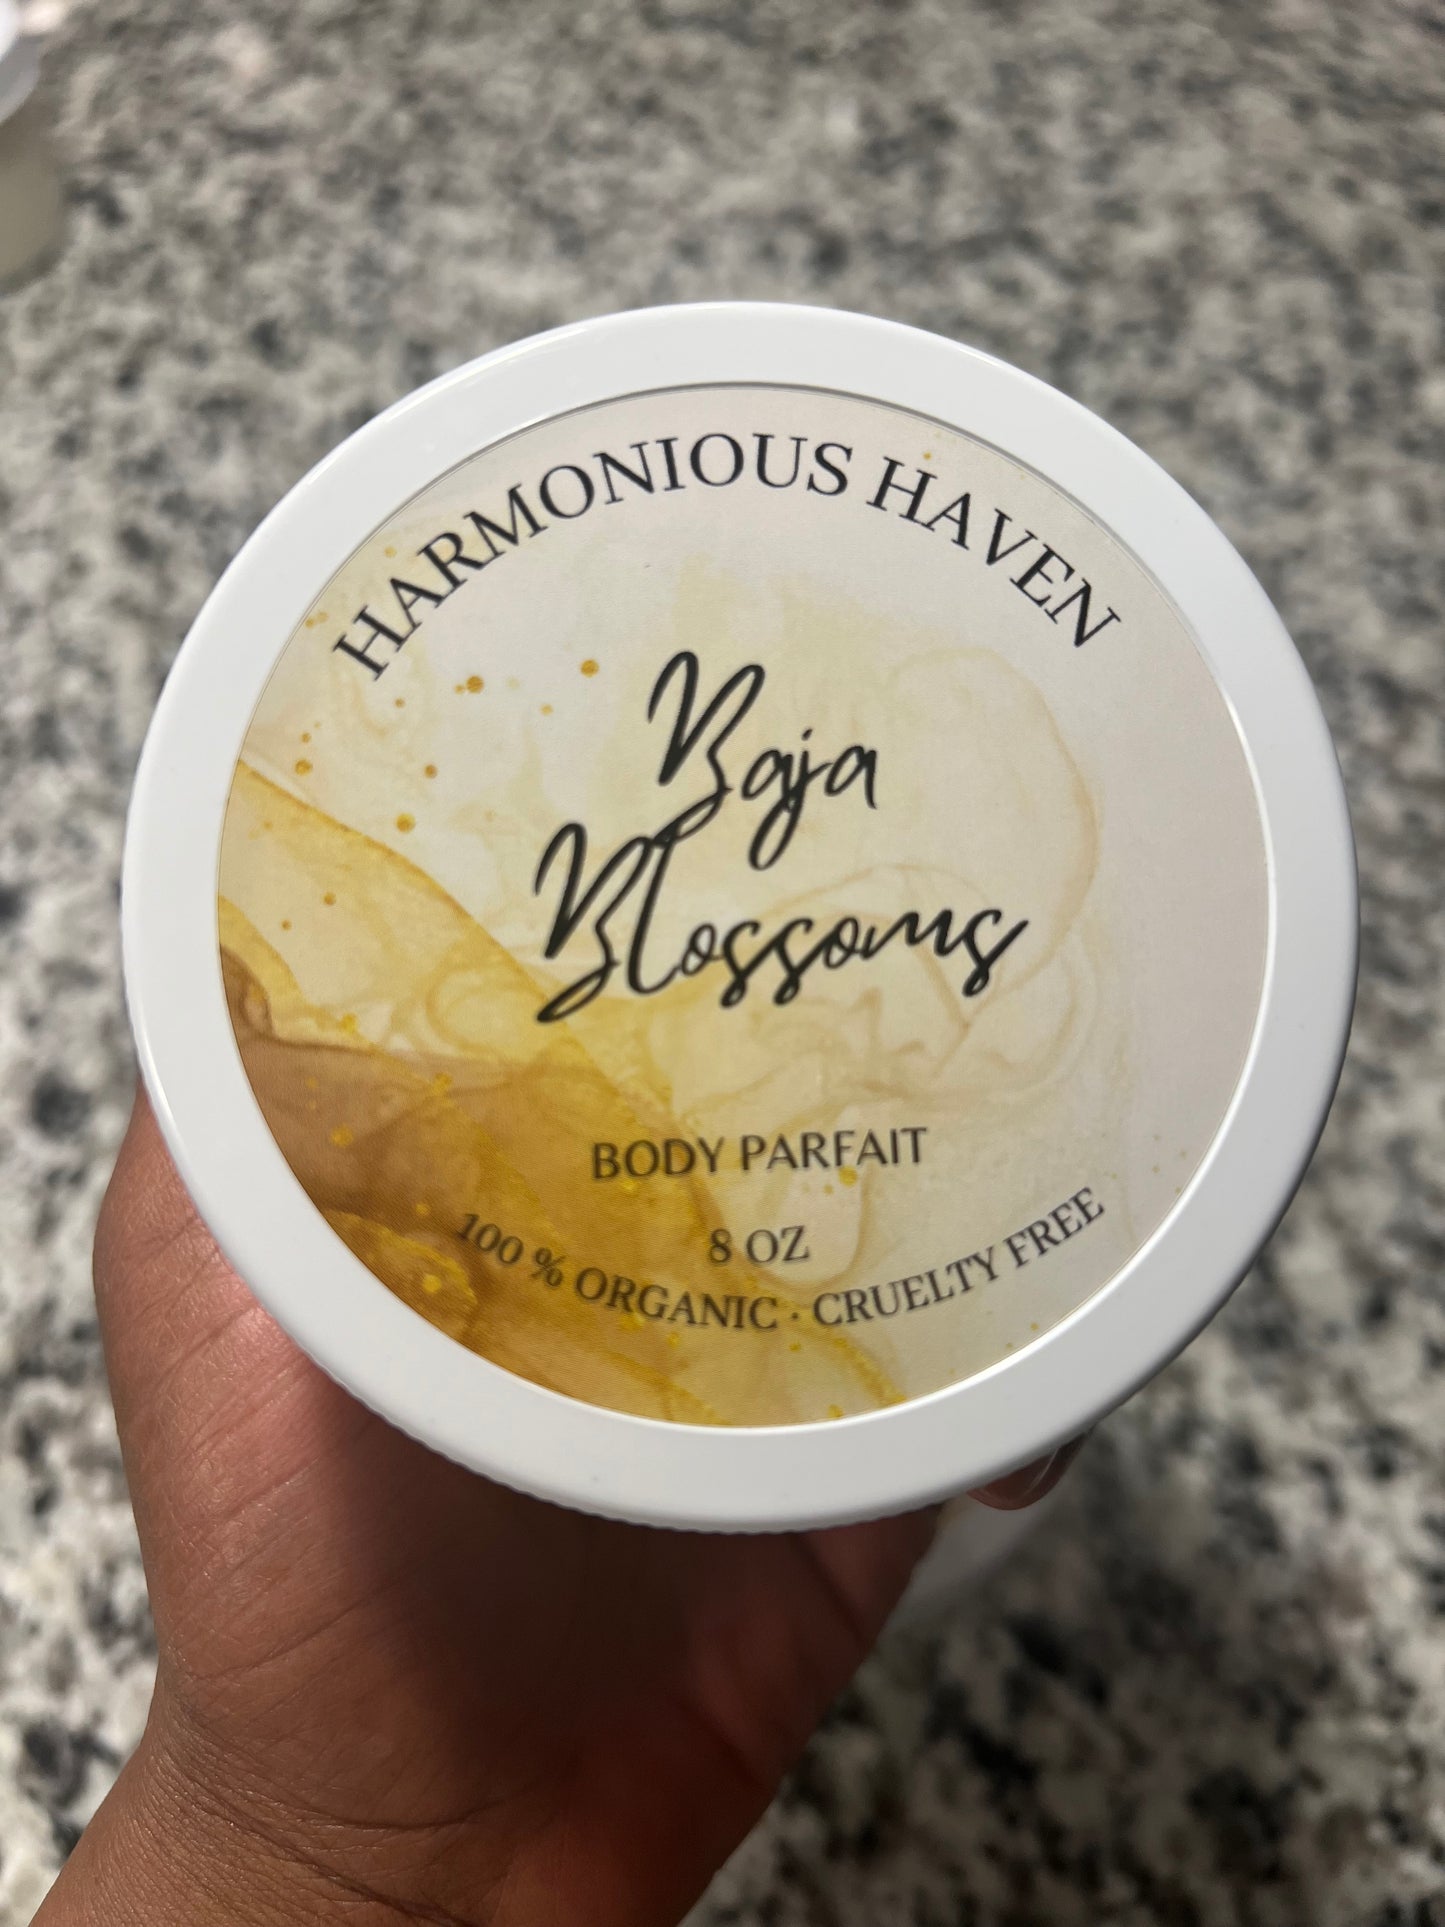 HARMONIOUS HAVEN
Baja
Blossoms
BODY PARFAIT
8 OZ
100 % ORGANIC · CRUELTY FREE